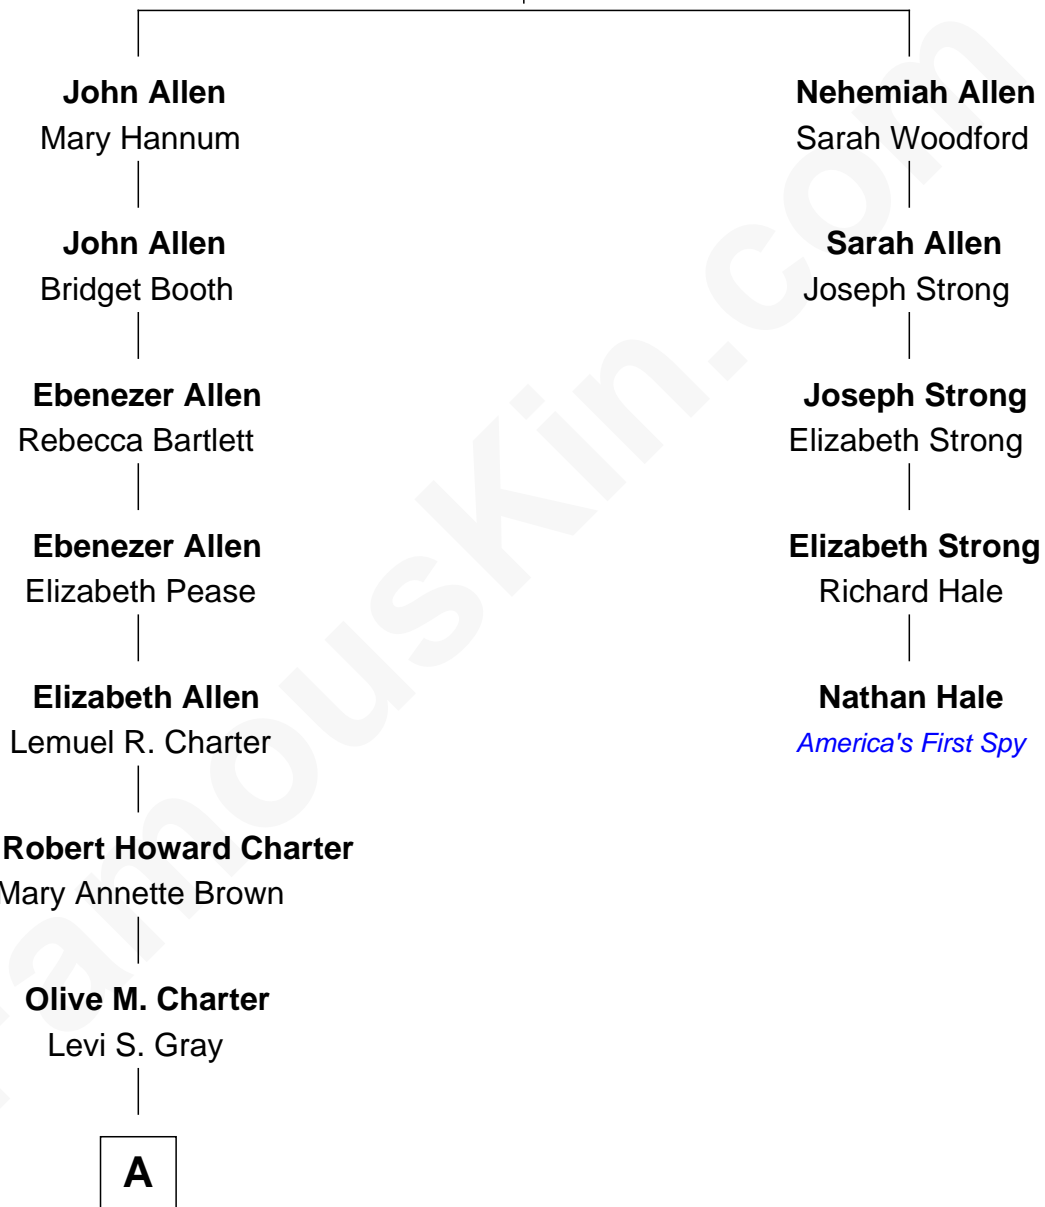 John Allen
Mary Hannum
John Allen
Bridget Booth
Ebenezer Allen
Rebecca Bartlett
Ebenezer Allen
Elizabeth Pease
Elizabeth Allen
Lemuel R. Charter
Robert Howard Charter
Mary Annette Brown
Olive M. Charter
Levi S. Gray
A
Nehemiah Allen
Sarah Woodford
Sarah Allen
Joseph Strong
Joseph Strong
Elizabeth Strong
Elizabeth Strong
Richard Hale
Nathan Hale
America's First Spy
FamousKin.com